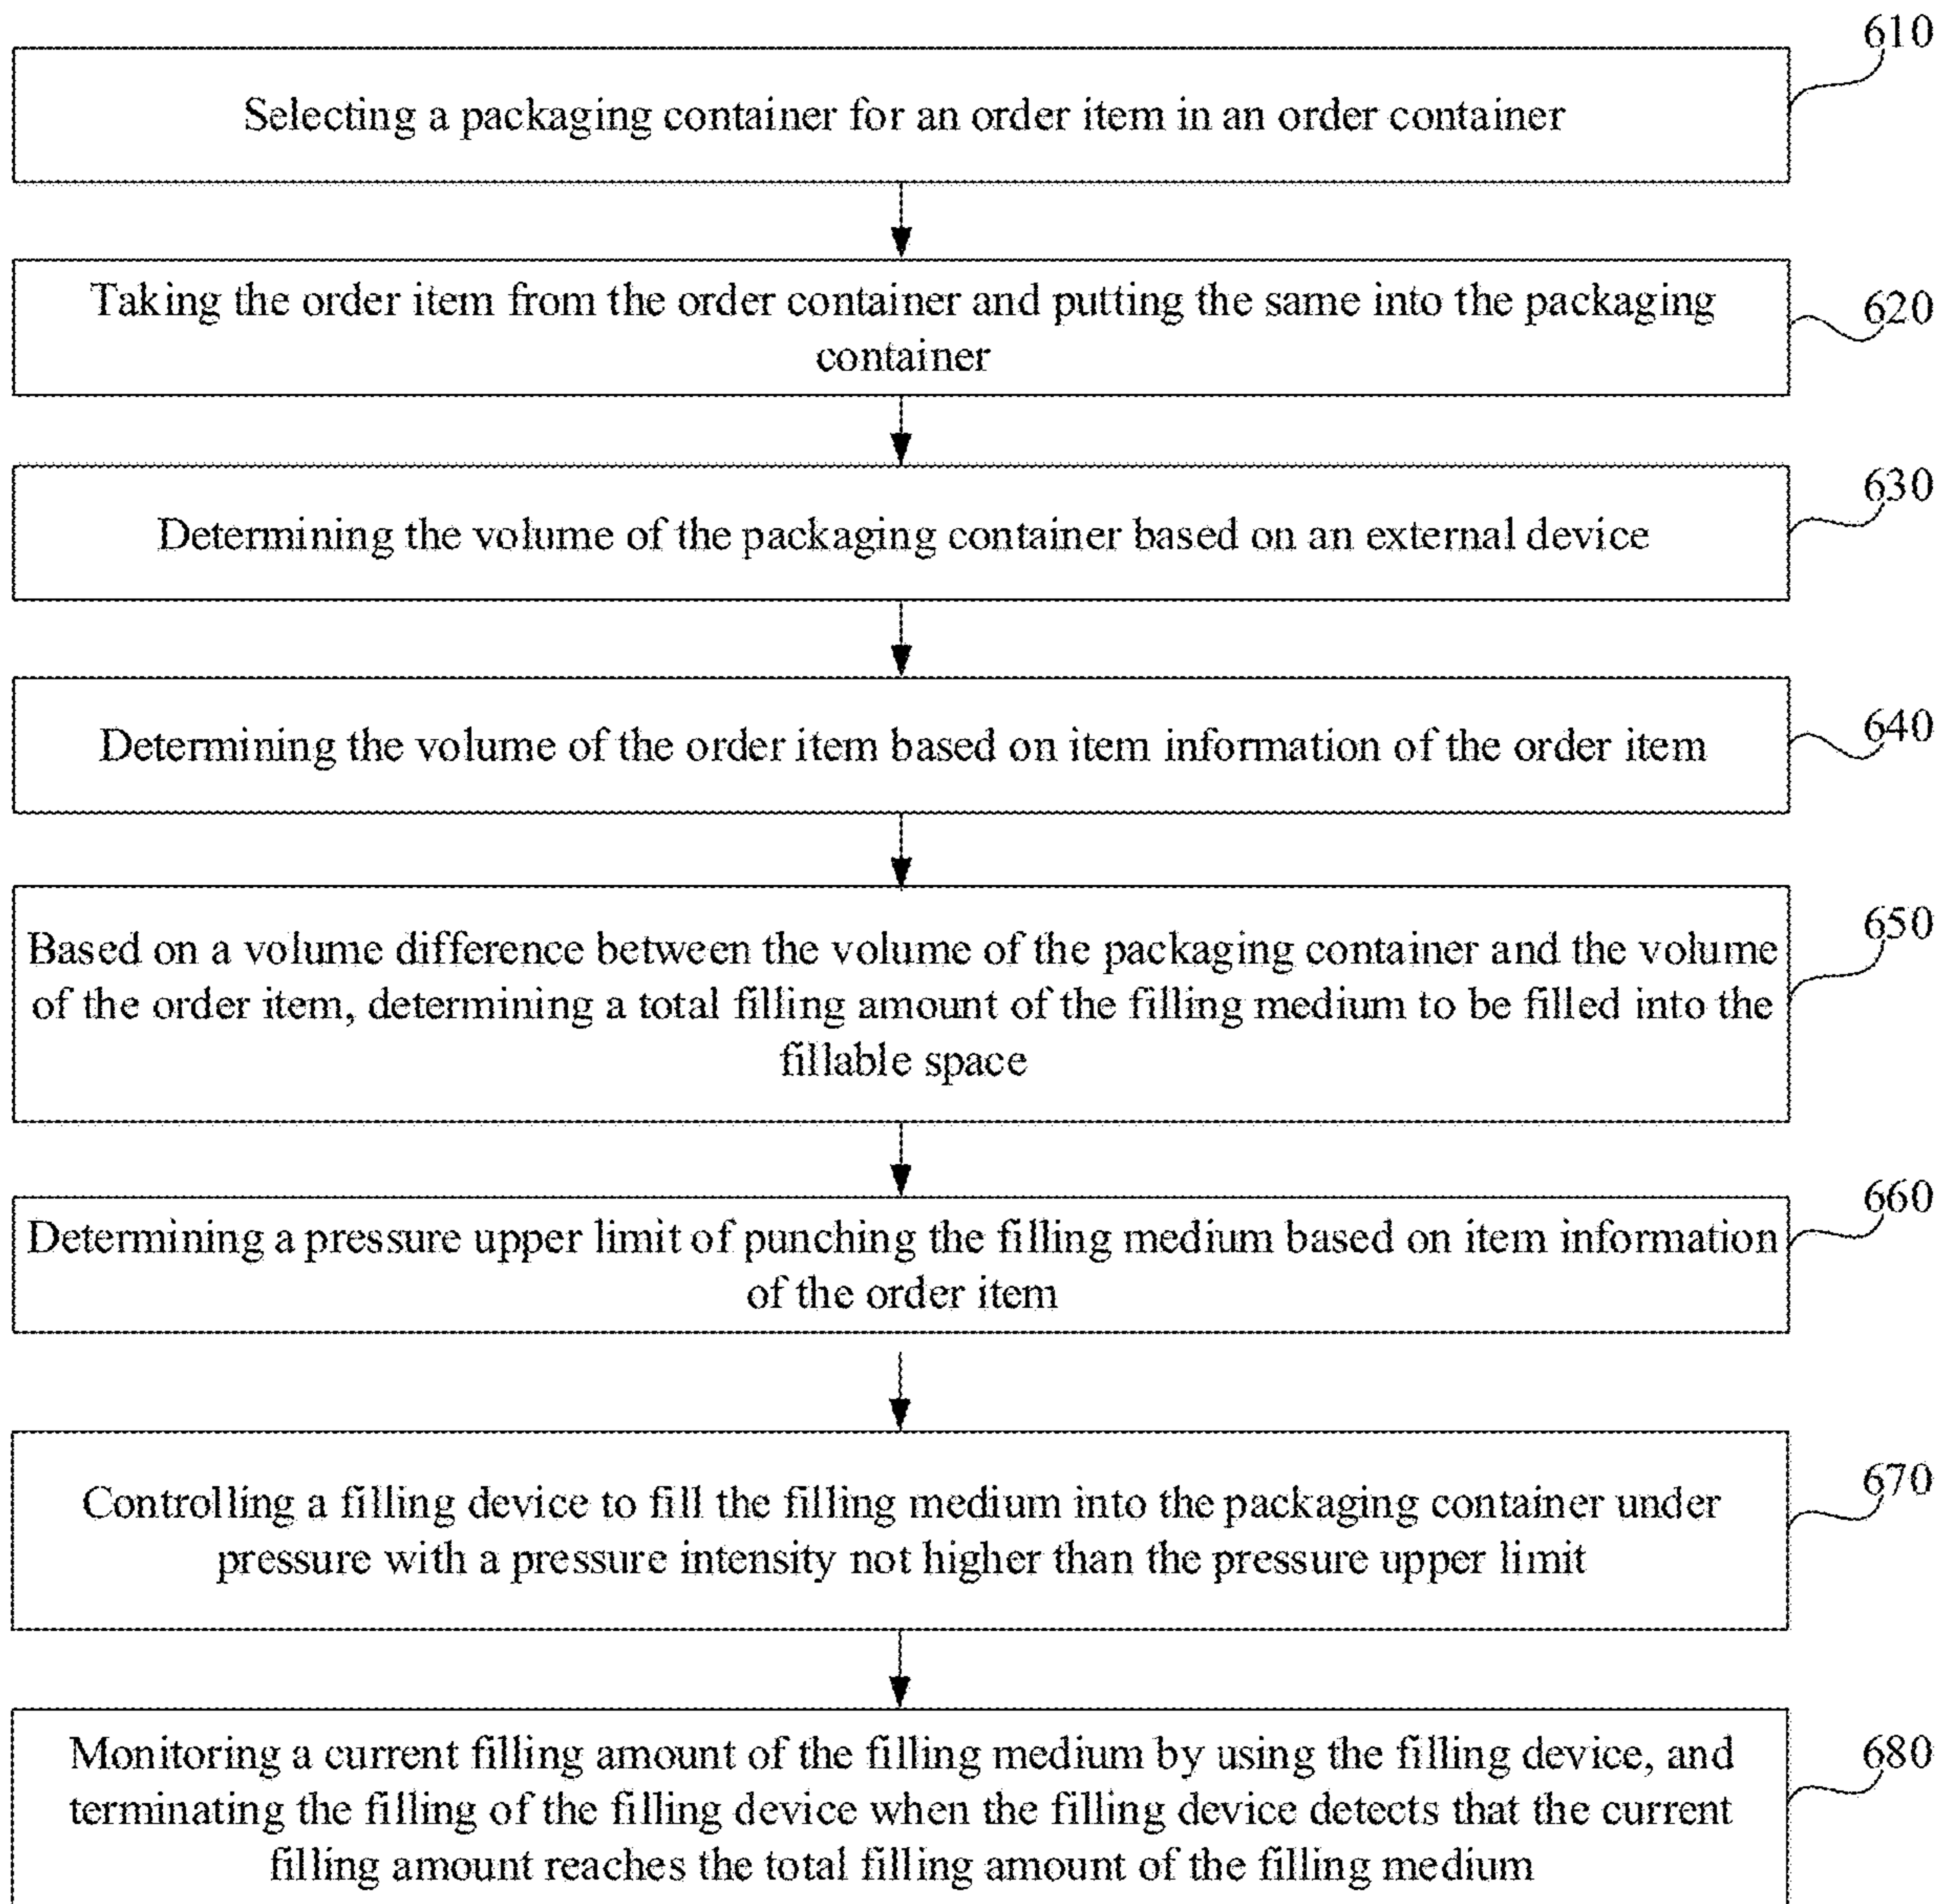 610
Selecting a packaging container for an order item in an order container
Taking the order item from the order container and putting the same into the packaging
container
620
630
Determining the volume of the packaging container based on an external device
640
Determining the volume of the order item based on item information of the order item
650
Based on a volume difference between the volume of the packaging container and the volume
of the order item, determining a total filling amount of the filling medium to be filled into the
fillable space
660
Determining a pressure upper limit of punching the filling medium based on item information
of the order item
670
Controlling a filling device to fill the filling medium into the packaging container under
pressure with a pressure intensity not higher than the pressure upper limit
680
Monitoring a current filling amount of the filling medium by using the filling device, and
terminating the filling of the filling device when the filling device detects that the current
filling amount reaches the total filling amount of the filling medium